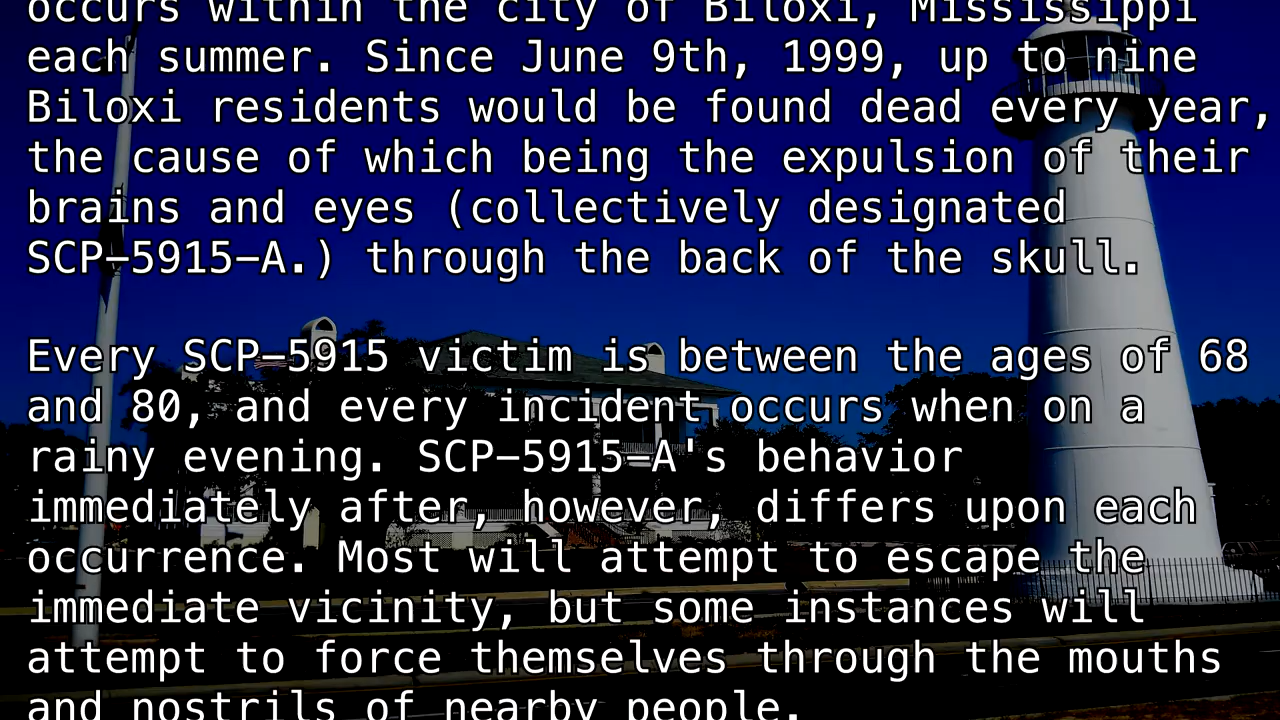 occurs within the city of Biloxi, Mississippi
each summer. Since June 9th, 1999, up to nine
Biloxi residents would be found dead every year,
the cause of which being the expulsion of their
brains and eyes (collectively designated
SCP-5915-A.) through the back of the skull.
Every SCP-5915 victim is between the ages of 68
and 80, and every incident occurs when on a
rainy evening. SCP-5915-A's behavior
immediately after, however, differs upon each
occurrence. Most will attempt to escape the
immediate vicinity, but some instances will
attempt to force themselves through the mouths
and nostrils of nearby people.